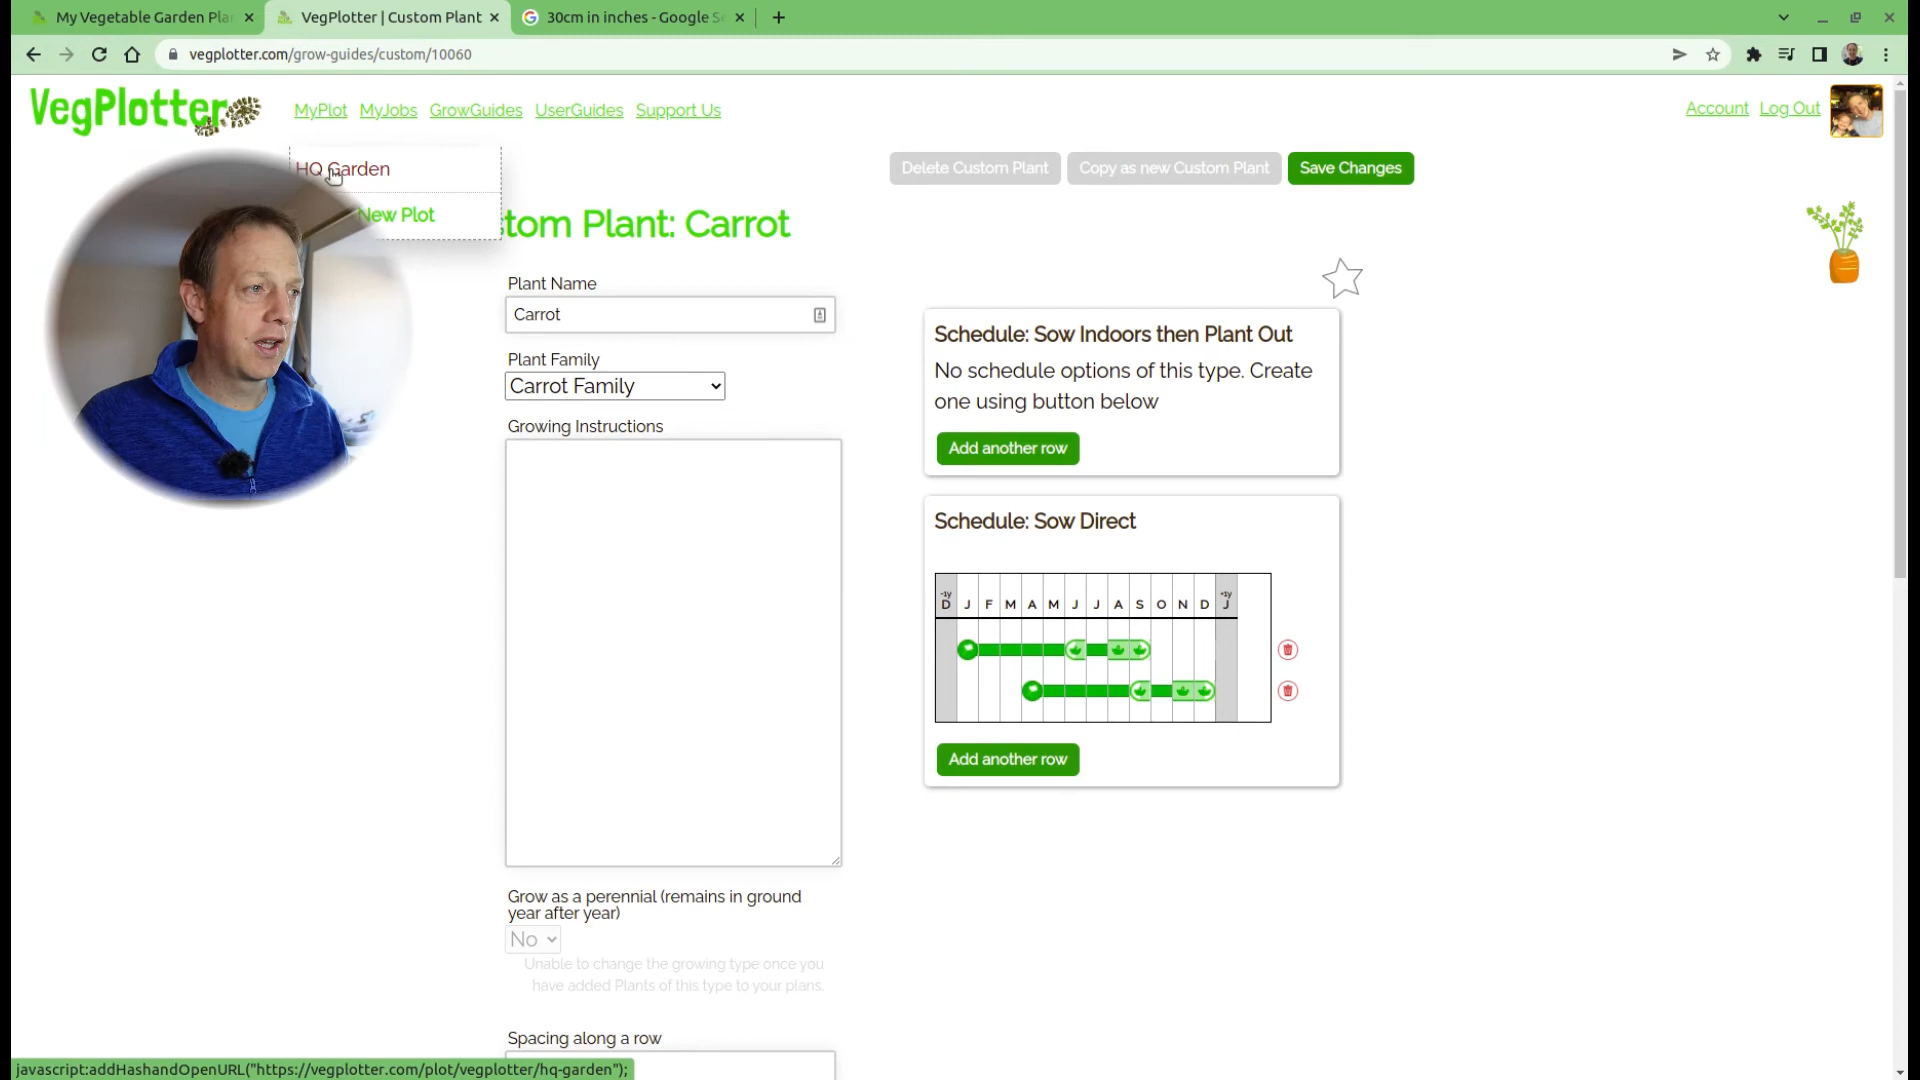 My Vegetable Garden Pla
VegPlotter | Custom Plant
30cm in inches - Google Se
vegplotter.com/grow-guides/custom/10060
VegPlotter
MyPlot MyJobs GrowGuides UserGuides Support Us
Account Log Out
HQ Garden
New Plot
Delete Custom Plant
Copy as new Custom Plant
Save Changes
tom Plant: Carrot
Plant Name
Carrot
Plant Family
Carrot Family
Growing Instructions
Grow as a perennial (remains in ground
year after year)
No
Unable to change the growing type once you
have added Plants of this type to your plans.
Spacing along a row
Schedule: Sow Indoors then Plant Out
No schedule options of this type. Create
one using button below
Add another row
Schedule: Sow Direct
-1y +1y
D J F M A M J J A S O N D J
Add another row
javascript:addHashandOpenURL("https://vegplotter.com/plot/vegplotter/hq-garden");